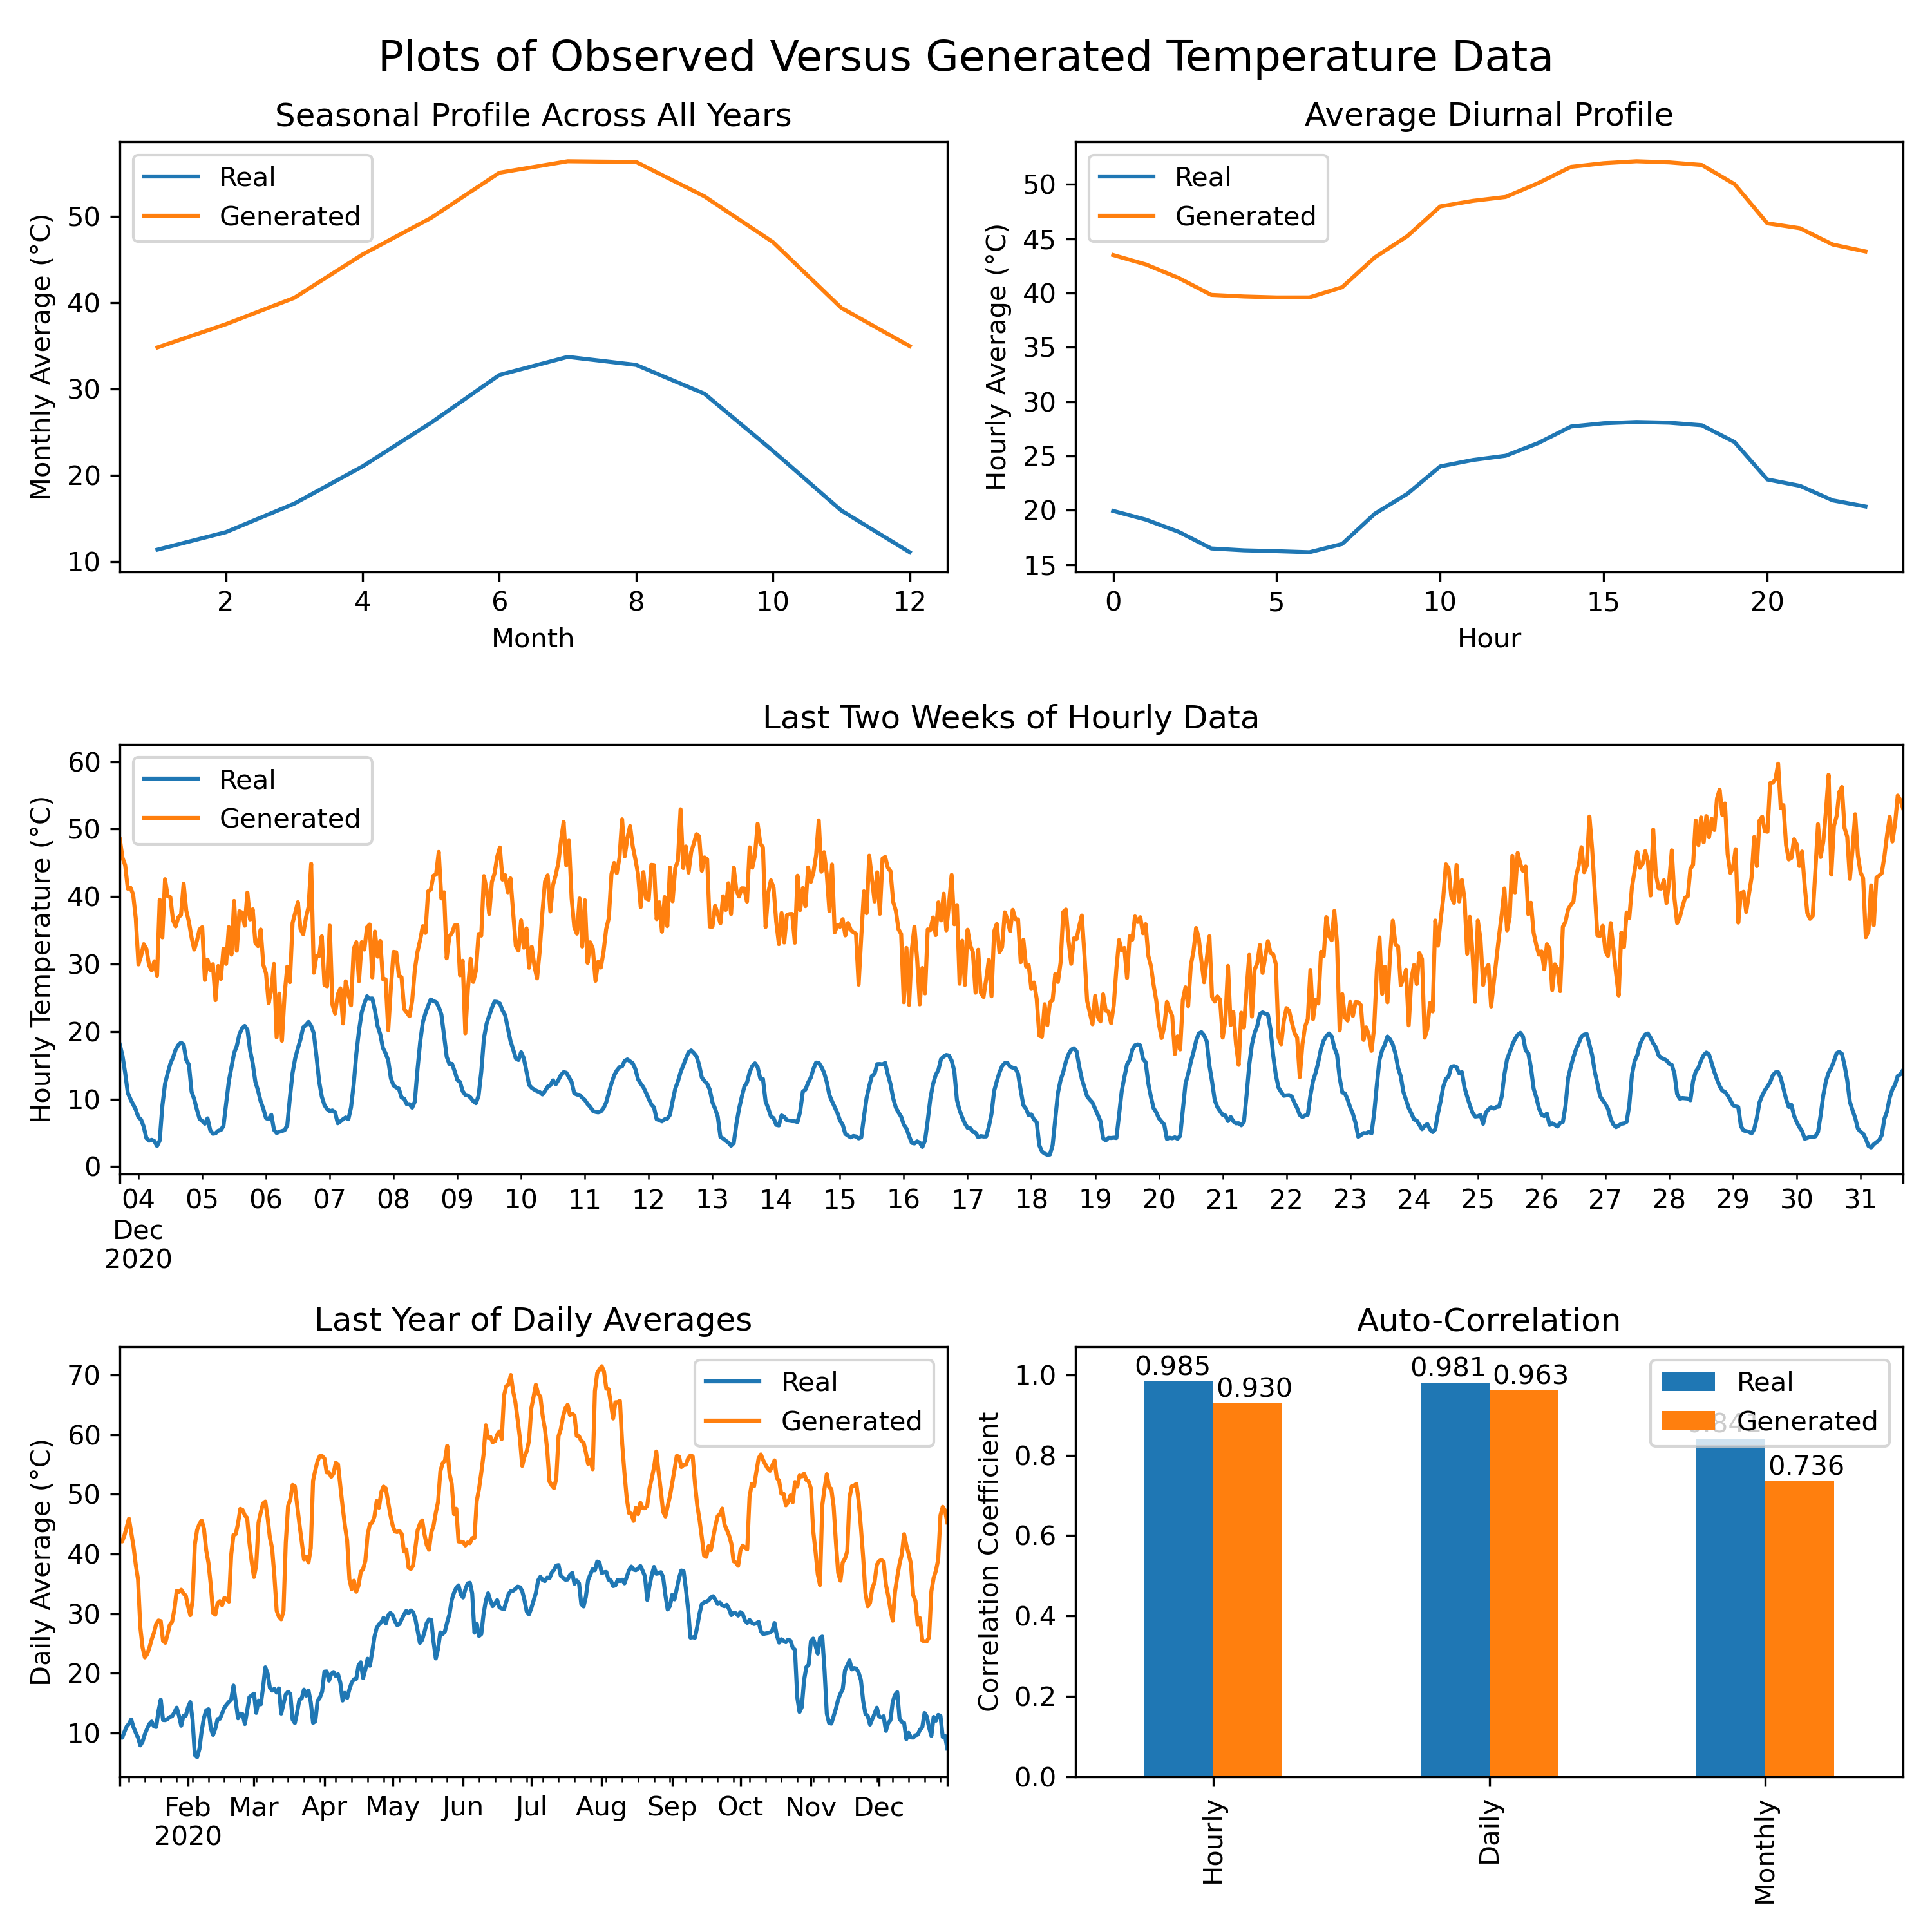 Plots of Observed Versus Generated Temperature Data
Seasonal Profile Across All Years
Real
Generated
Monthly Average (°C)
50
40
30
20
10
2 4 6 8 10 12
Month
Average Diurnal Profile
Real
Generated
Hourly Average (°C)
50
45
40
35
30
25
20
15
0 5 10 15 20
Hour
Last Two Weeks of Hourly Data
Real
Generated
Hourly Temperature (°C)
60
50
40
30
20
10
0
04 05 06 07 08 09 10 11 12 13 14 15 16 17 18 19 20 21 22 23 24 25 26 27 28 29 30 31
Dec
2020
Last Year of Daily Averages
Real
Generated
Daily Average (°C)
70
60
50
40
30
20
10
Feb Mar Apr May Jun Jul Aug Sep Oct Nov Dec
2020
Auto-Correlation
Real
Generated
Correlation Coefficient
1.0
0.8
0.6
0.4
0.2
0.0
0.985
0.930
0.981
0.963
0.736
Hourly
Daily
Monthly